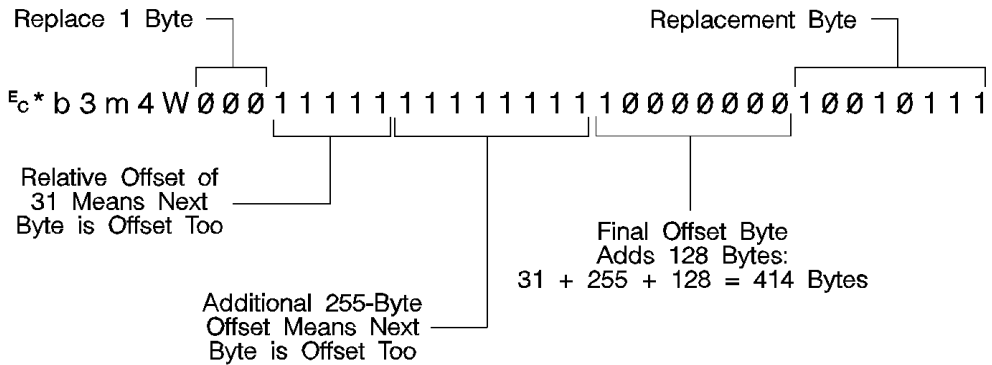 Replace 1 Byte
Replacement Byte
Ec*b3m4WØØØ11111111111111ØØØØØØØ1ØØ1Ø111
Relative Offset of
31 Means Next
Byte is Offset Too
Final Offset Byte
Adds 128 Bytes:
31 + 255 + 128 = 414 Bytes
Additional 255-Byte
Offset Means Next
Byte is Offset Too